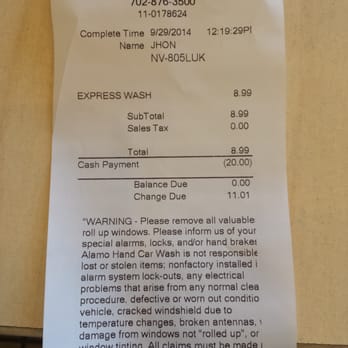 702-876-3500
11-0178624
Complete Time 9/29/2014 12:19:29PI
Name JHON
NV-805LUK
EXPRESS WASH 8.99
SubTotal 8.99
Sales Tax 0.00
Total 8.99
Cash Payment (20.00)
Balance Due 0.00
Change Due 11.01
"WARNING - Please remove all valuable
roll up windows. Please inform us of your
special alarms, locks, and/or hand brakes
Alamo Hand Car Wash is not responsible
lost or stolen items; nonfactory installed i
alarm system lock-outs, any electrical
problems that arise from any normal clea
procedure. defective or worn out conditio
vehicle, cracked windshield due to
temperature changes, broken antennas,
damage from windows not "rolled up", or
window tinting. All claims must be made